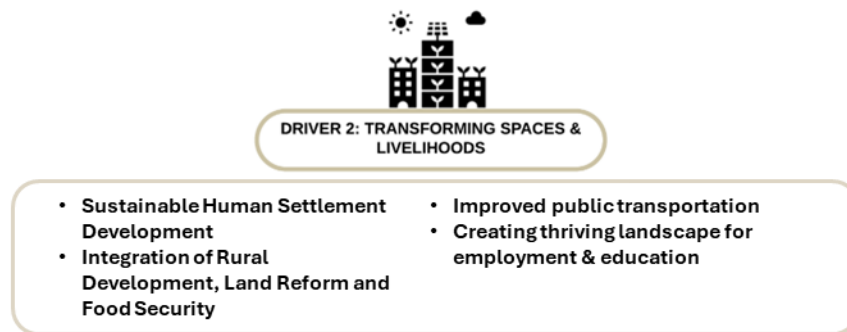 DRIVER 2: TRANSFORMING SPACES &
LIVELIHOODS
• Sustainable Human Settlement
Development
• Integration of Rural
Development, Land Reform and
Food Security
• Improved public transportation
• Creating thriving landscape for
employment & education